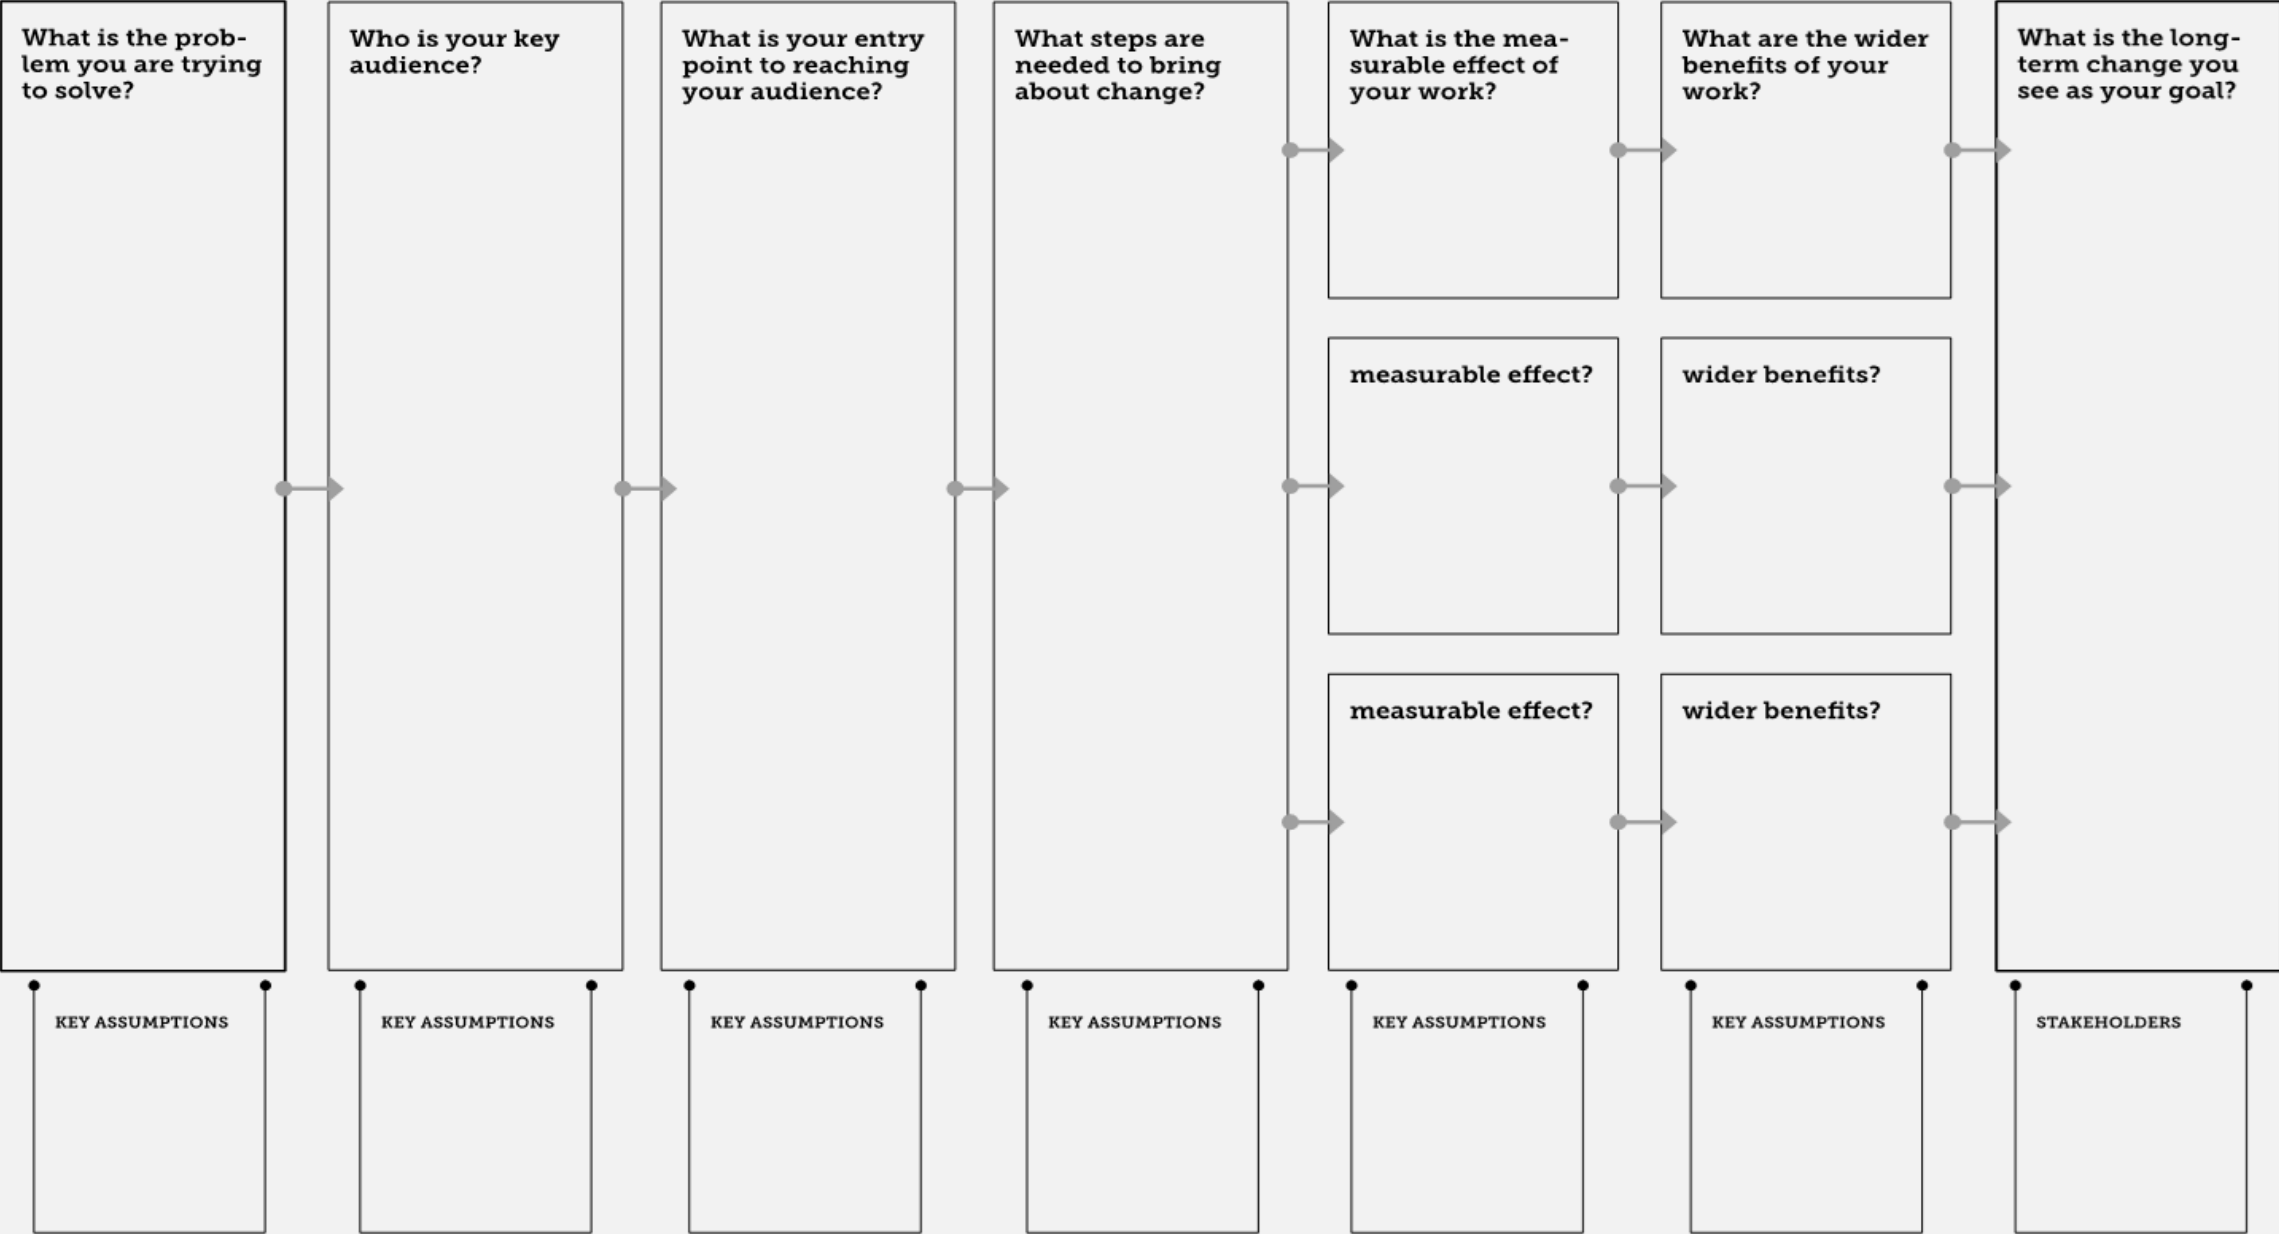 What is the prob-
lem you are trying
to solve?
Who is your key
audience?
What is your entry
point to reaching
your audience?
What steps are
needed to bring
about change?
What is the mea-
surable effect of
your work?
What are the wider
benefits of your
work?
What is the long-
term change you
see as your goal?
measurable effect?
wider benefits?
measurable effect?
wider benefits?
KEY ASSUMPTIONS
KEY ASSUMPTIONS
KEY ASSUMPTIONS
KEY ASSUMPTIONS
KEY ASSUMPTIONS
KEY ASSUMPTIONS
STAKEHOLDERS